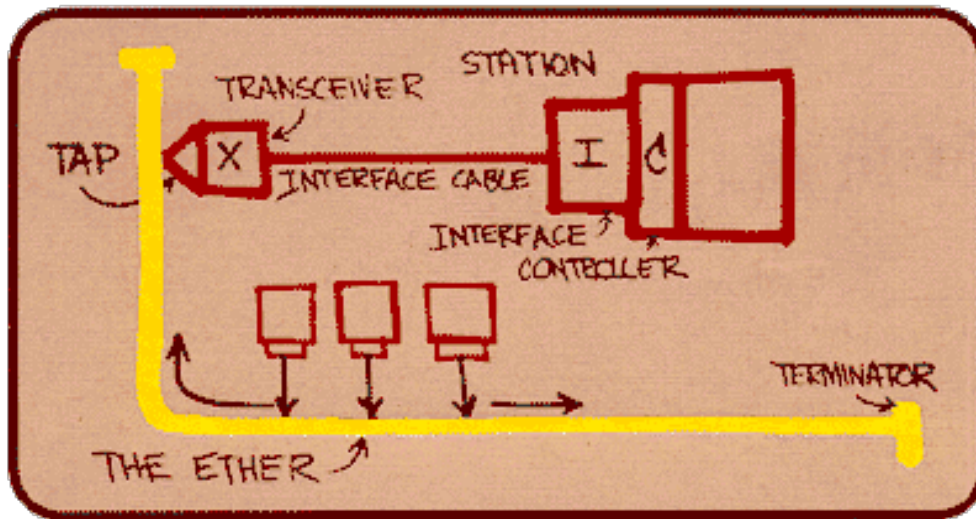 STATION
TRANSCEIVER
TAP
X
I
C
INTERFACE CABLE
INTERFACE
CONTROLLER
TERMINATOR
THE ETHER